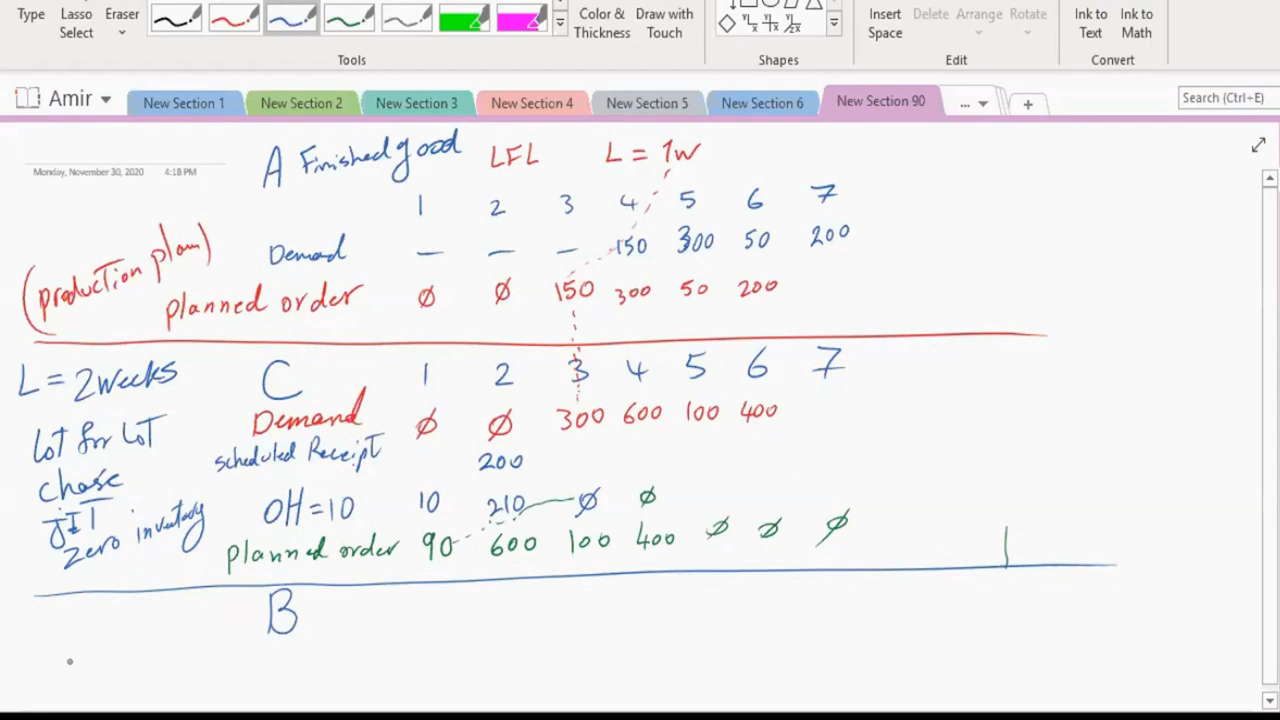 Type Lasso Select Eraser Color & Thickness Draw with Touch Insert Space Delete Arrange Rotate Ink to Text Ink to Math
Tools Shapes Edit Convert
Amir New Section 1 New Section 2 New Section 3 New Section 4 New Section 5 New Section 6 New Section 90 ... + Search (Ctrl+E)
Monday, November 30, 2020 4:18 PM
A Finished good LFL L = 1w
1 2 3 4 5 6 7
Demand — — — 150 300 50 200
(production plan)
planned order ∅ ∅ 150 300 50 200
L = 2 weeks C 1 2 3 4 5 6 7
Demand ∅ ∅ 300 600 100 400
Lot for Lot
scheduled Receipt 200
chase
OH = 10 10 210 ∅ ∅
JIT
Zero inventory
planned order 90 600 100 400 ∅ ∅ ∅
B